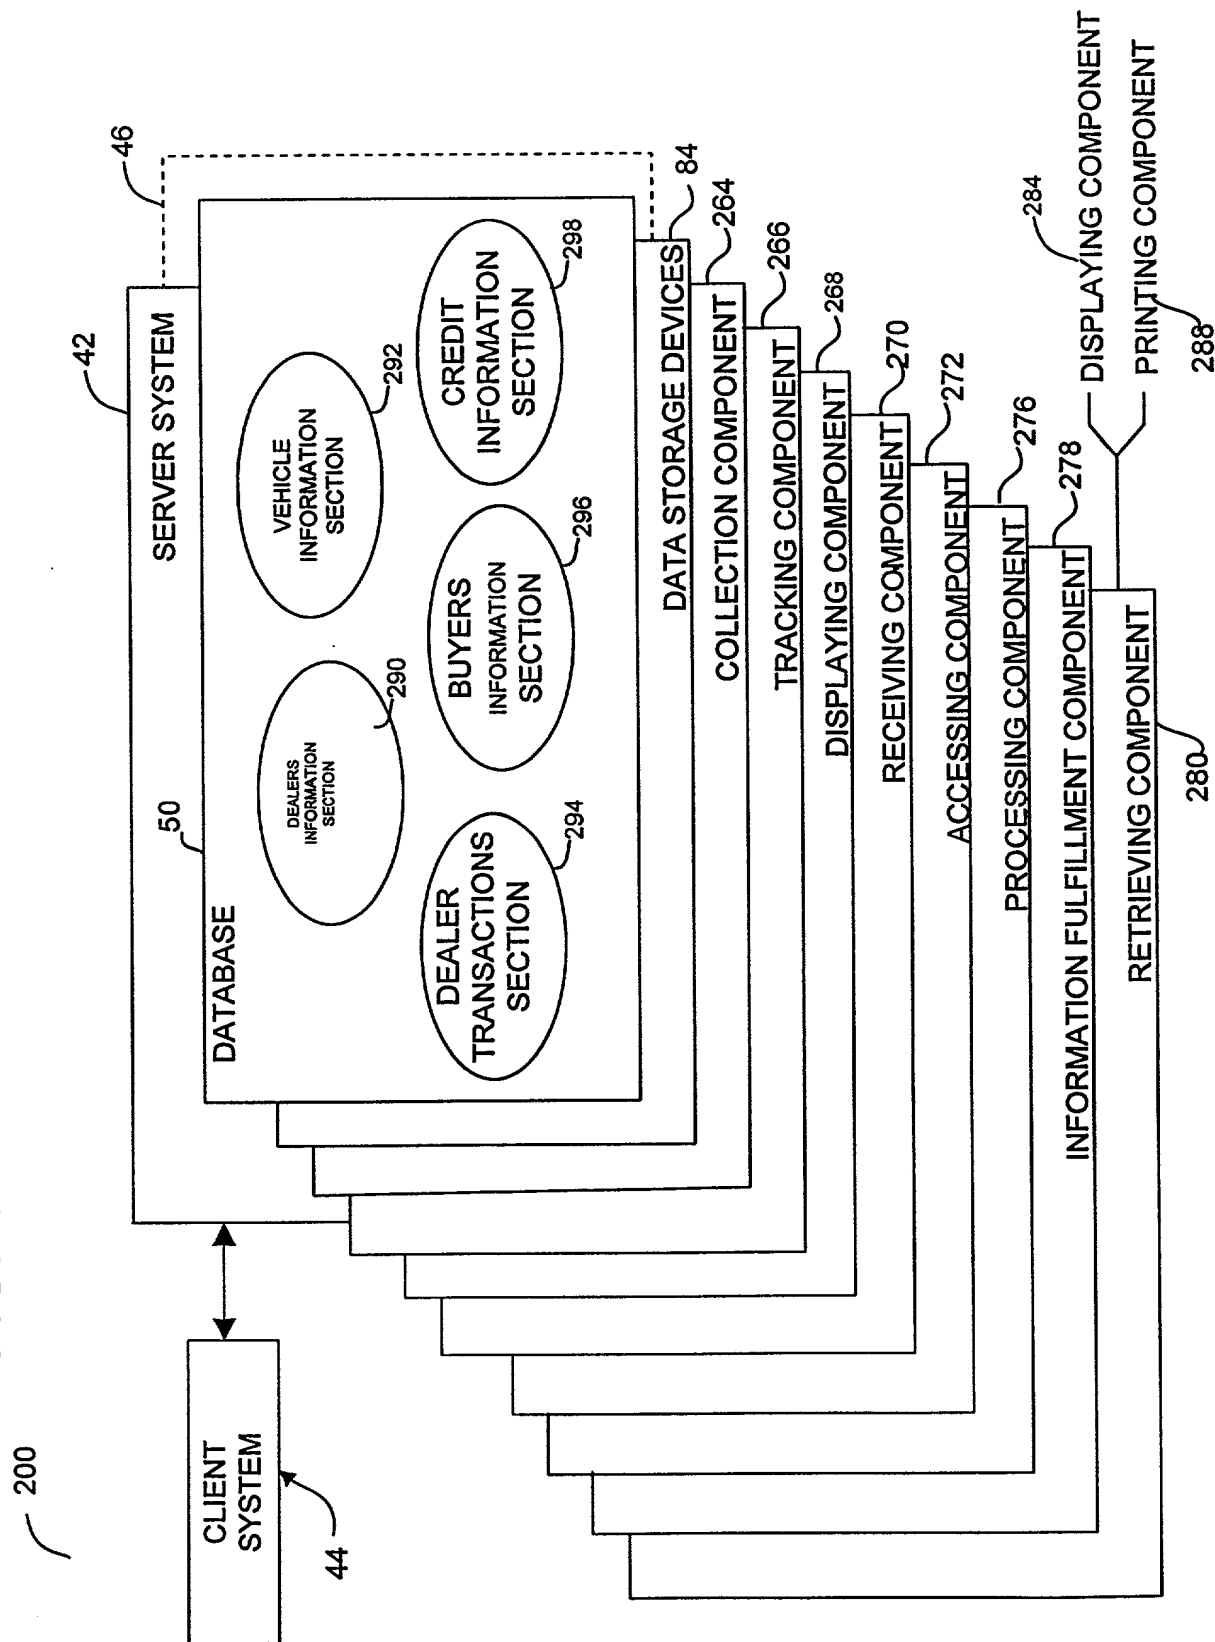 200
CLIENT
SYSTEM
44
42
SERVER SYSTEM
46
50
DATABASE
DEALERS
INFORMATION
SECTION
290
VEHICLE
INFORMATION
SECTION
292
DEALER
TRANSACTIONS
SECTION
294
BUYERS
INFORMATION
SECTION
296
CREDIT
INFORMATION
SECTION
298
DATA STORAGE DEVICES
84
COLLECTION COMPONENT
264
TRACKING COMPONENT
266
DISPLAYING COMPONENT
268
RECEIVING COMPONENT
270
ACCESSING COMPONENT
272
PROCESSING COMPONENT
276
INFORMATION FULFILLMENT COMPONENT
278
RETRIEVING COMPONENT
280
284
DISPLAYING COMPONENT
PRINTING COMPONENT
288